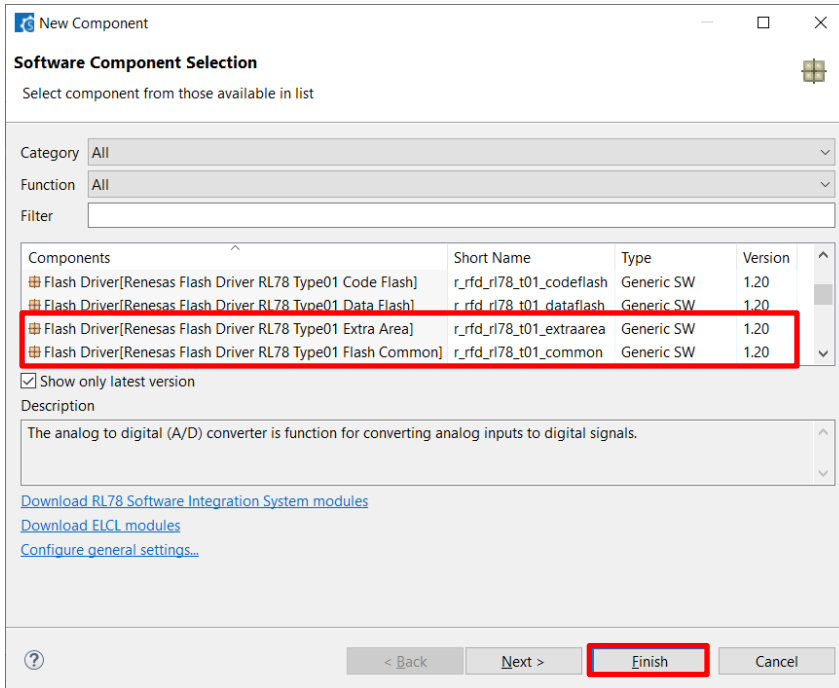 New Component
Software Component Selection
Select component from those available in list
Category All
Function All
Filter
Components Short Name Type Version
Flash Driver[Renesas Flash Driver RL78 Type01 Code Flash] r_rfd_rl78_t01_codeflash Generic SW 1.20
Flash Driver[Renesas Flash Driver RL78 Type01 Data Flash] r_rfd_rl78_t01_dataflash Generic SW 1.20
Flash Driver[Renesas Flash Driver RL78 Type01 Extra Area] r_rfd_rl78_t01_extraarea Generic SW 1.20
Flash Driver[Renesas Flash Driver RL78 Type01 Flash Common] r_rfd_rl78_t01_common Generic SW 1.20
Show only latest version
Description
The analog to digital (A/D) converter is function for converting analog inputs to digital signals.
Download RL78 Software Integration System modules
Download ELCL modules
Configure general settings...
? < Back Next > Finish Cancel